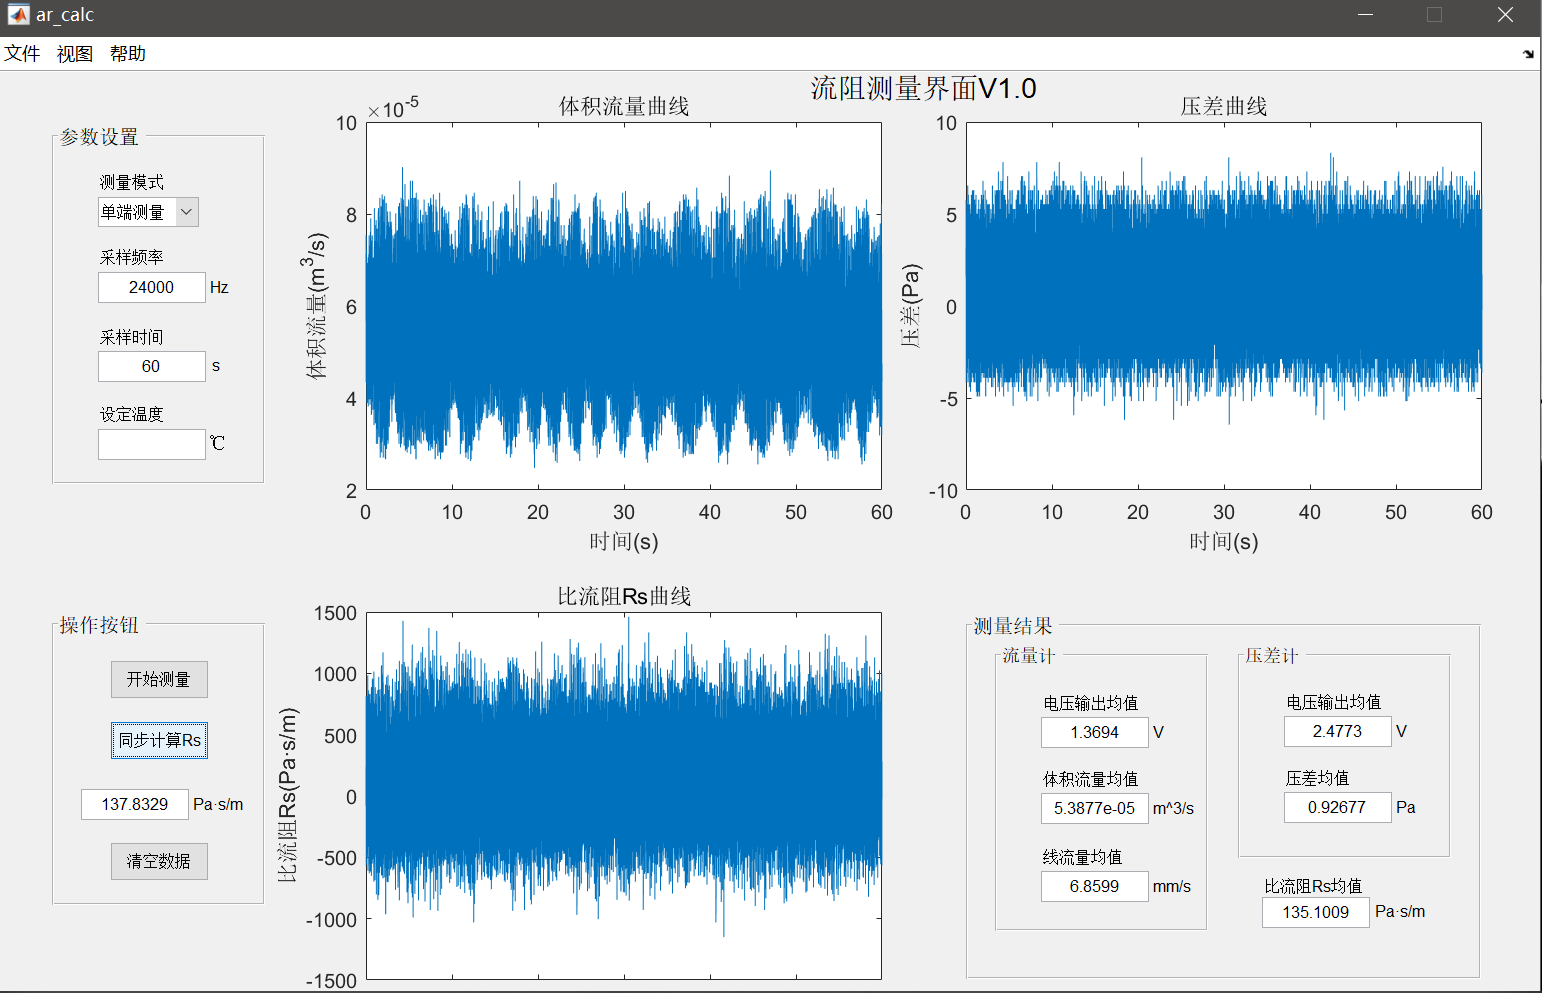 ar_calc
文件 视图 帮助
流阻测量界面V1.0
参数设置
测量模式
单端测量
采样频率
24000 Hz
采样时间
60 s
设定温度
℃
体积流量曲线
×10-5
10
8
6
4
2
体积流量(m3/s)
0 10 20 30 40 50 60
时间(s)
压差曲线
10
5
0
-5
-10
压差(Pa)
0 10 20 30 40 50 60
时间(s)
操作按钮
开始测量
同步计算Rs
137.8329 Pa·s/m
清空数据
比流阻Rs曲线
1500
1000
500
0
-500
-1000
-1500
比流阻Rs(Pa·s/m)
测量结果
流量计
电压输出均值
1.3694 V
体积流量均值
5.3877e-05 m^3/s
线流量均值
6.8599 mm/s
压差计
电压输出均值
2.4773 V
压差均值
0.92677 Pa
比流阻Rs均值
135.1009 Pa·s/m